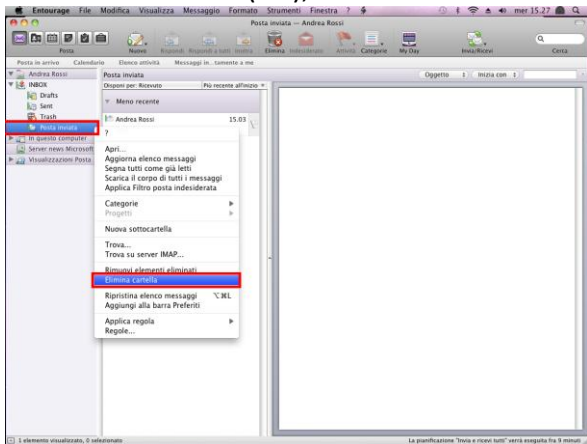 Entourage File Modifica Visualizza Messaggio Formato Strumenti Finestra ? mer 15.27
Posta inviata — Andrea Rossi
Posta Nuovo Rispondi Rispondi a tutti Inoltra Elimina Indesiderato Attività Categorie My Day Invia/Ricevi Cerca
Posta in arrivo Calendario Elenco attività Messaggi in...tamente a me
Andrea Rossi
INBOX
Drafts
Sent
Trash
Posta inviata
In questo computer
Server news Microsoft
Visualizzazioni Posta
Posta inviata Oggetto Inizia con
Disponi per: Ricevuto Più recente all'inizio
Meno recente
Andrea Rossi 15.03
?
Apri...
Aggiorna elenco messaggi
Segna tutti come già letti
Scarica il corpo di tutti i messaggi
Applica Filtro posta indesiderata
Categorie
Progetti
Nuova sottocartella
Trova...
Trova su server IMAP...
Rimuovi elementi eliminati
Elimina cartella
Ripristina elenco messaggi ⌥⌘L
Aggiungi alla barra Preferiti
Applica regola
Regole...
1 elemento visualizzato, 0 selezionato La pianificazione "Invia e ricevi tutti" verrà eseguita fra 9 minuti